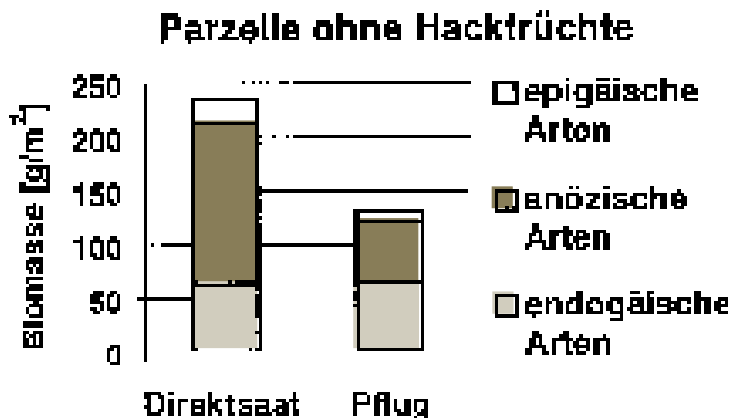 Parzelle ohne Hackfrüchte
Biomasse [g/m²]
250
200
150
100
50
0
Direktsaat Pflug
epigäische
Arten
anözische
Arten
endogäische
Arten